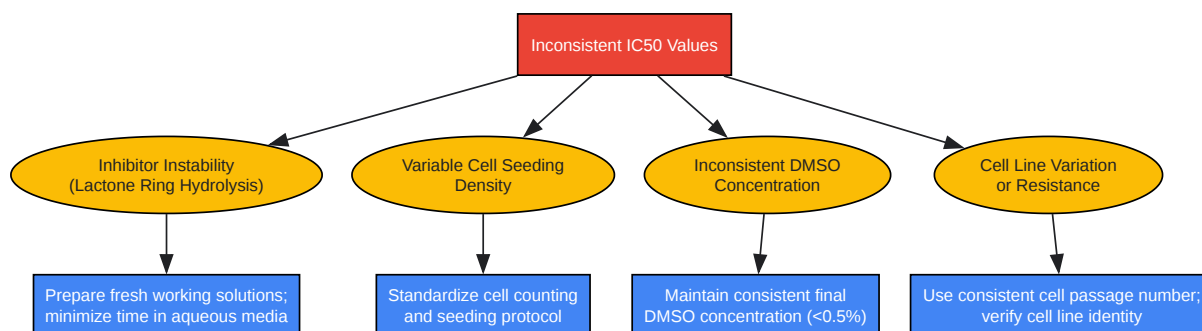 Inconsistent IC50 Values
Inhibitor Instability
(Lactone Ring Hydrolysis)
Variable Cell Seeding
Density
Inconsistent DMSO
Concentration
Cell Line Variation
or Resistance
Prepare fresh working solutions;
minimize time in aqueous media
Standardize cell counting
and seeding protocol
Maintain consistent final
DMSO concentration (<0.5%)
Use consistent cell passage number;
verify cell line identity